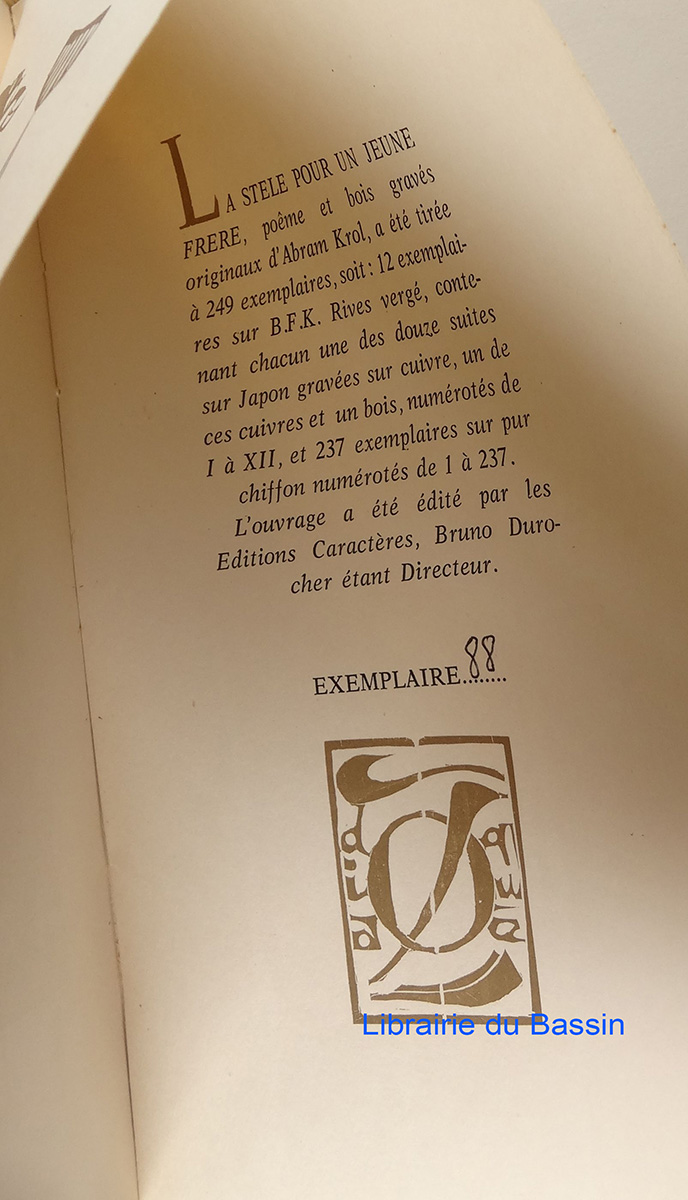 LA STELE POUR UN JEUNE
FRERE, poême et bois gravés
originaux d'Abram Krol, a été tirée
à 249 exemplaires, soit : 12 exemplai-
res sur B.F.K. Rives vergé, conte-
nant chacun une des douze suites
sur Japon gravées sur cuivre, un de
ces cuivres et un bois, numérotés de
I à XII, et 237 exemplaires sur pur
chiffon numérotés de 1 à 237.
L'ouvrage a été édité par les
Editions Caractères, Bruno Duro-
cher étant Directeur.
EXEMPLAIRE........88
Librairie du Bassin